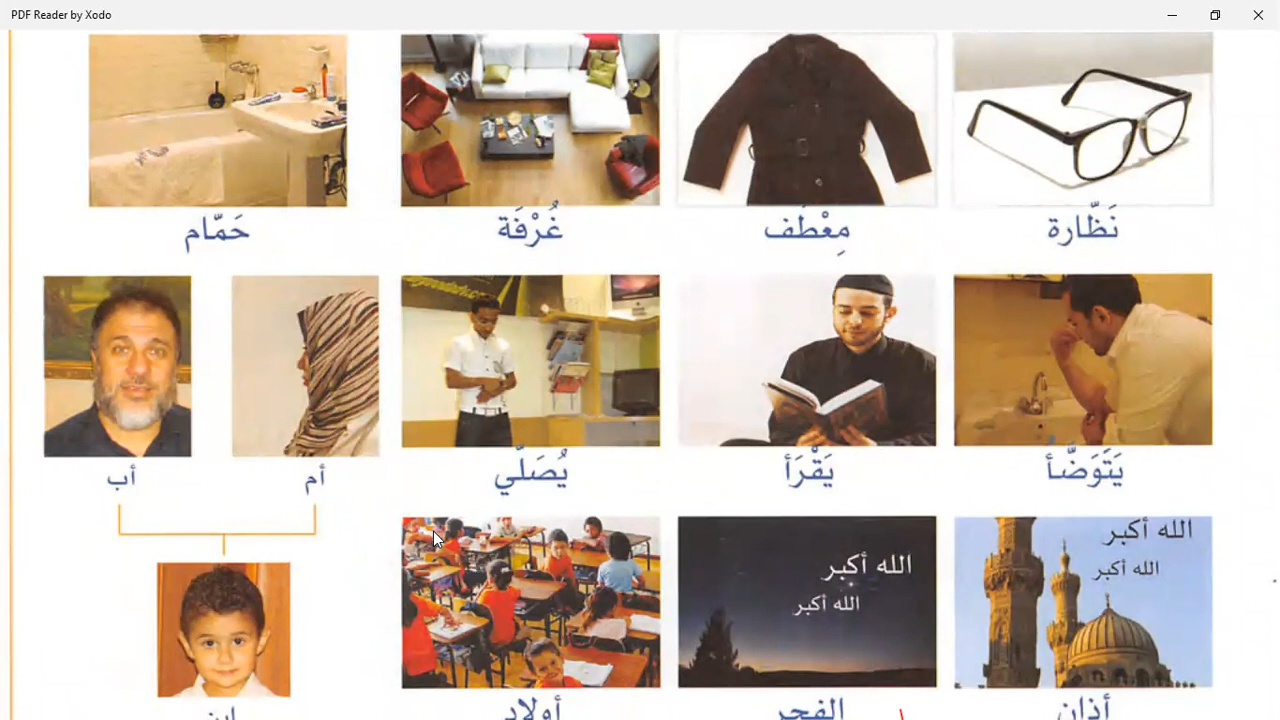 PDF Reader by Xodo
نَظّارة
مِعْطَف
غُرْفَة
حَمّام
يَتَوَضَّأ
يَقْرَأ
يُصَلّي
أم
أب
الله أكبر
الله أكبر
الله أكبر
الله أكبر
أذان
الفجر
أولاد
ابن